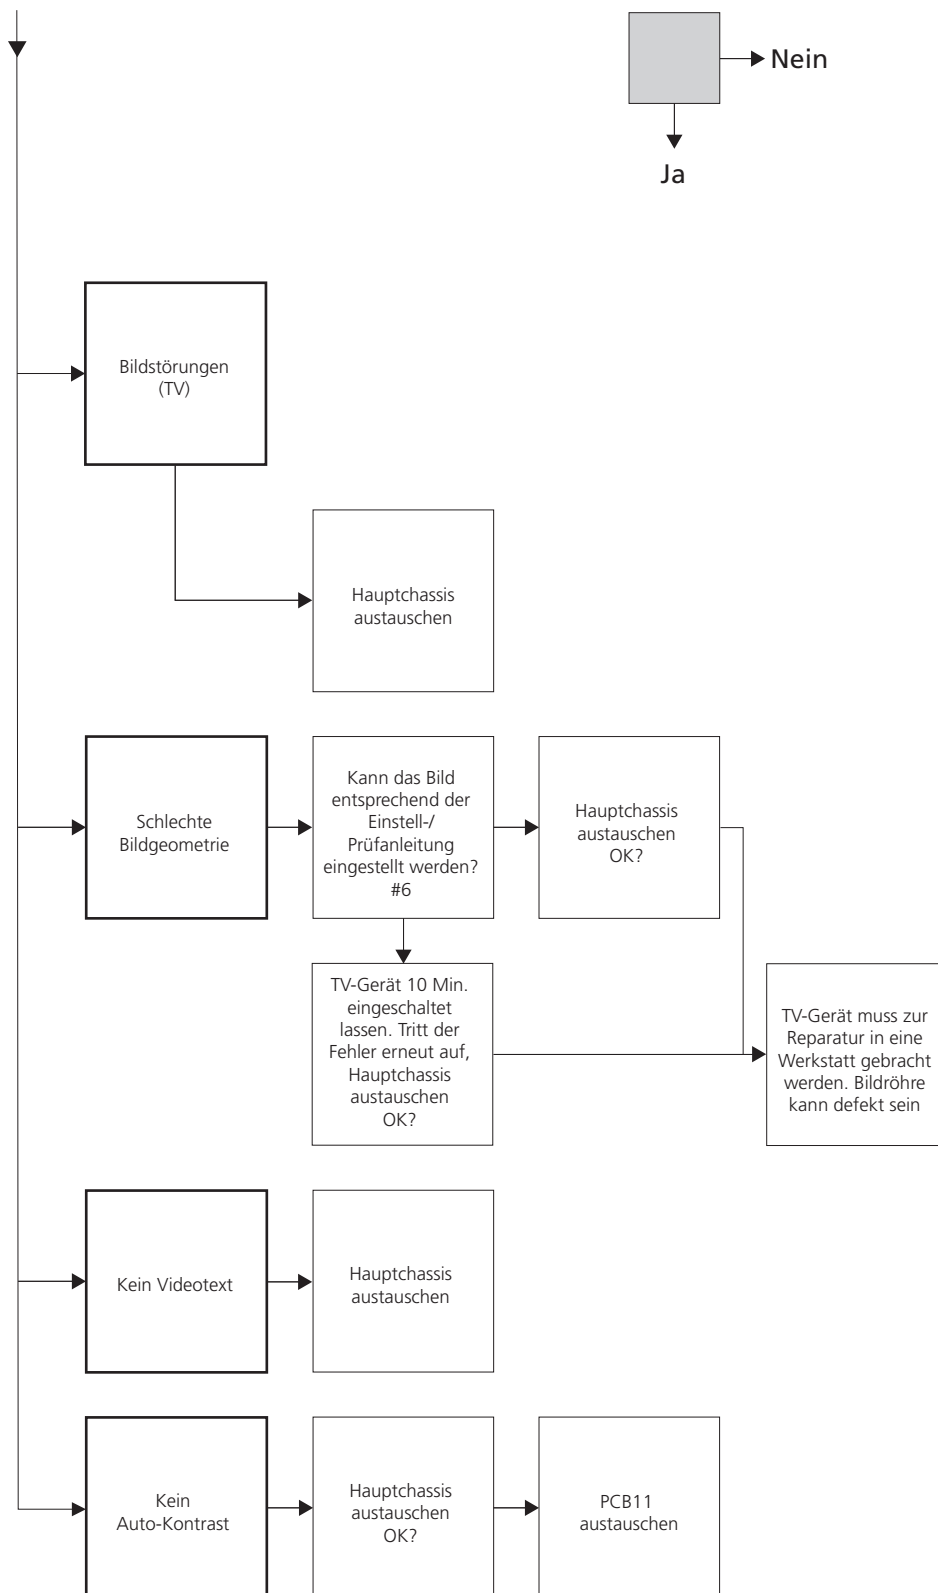 Nein
Ja
Bildstörungen
(TV)
Hauptchassis
austauschen
Schlechte
Bildgeometrie
Kann das Bild
entsprechend der
Einstell-/
Prüfanleitung
eingestellt werden?
#6
Hauptchassis
austauschen
OK?
TV-Gerät 10 Min.
eingeschaltet
lassen. Tritt der
Fehler erneut auf,
Hauptchassis
austauschen
OK?
TV-Gerät muss zur
Reparatur in eine
Werkstatt gebracht
werden. Bildröhre
kann defekt sein
Kein Videotext
Hauptchassis
austauschen
Kein
Auto-Kontrast
Hauptchassis
austauschen
OK?
PCB11
austauschen